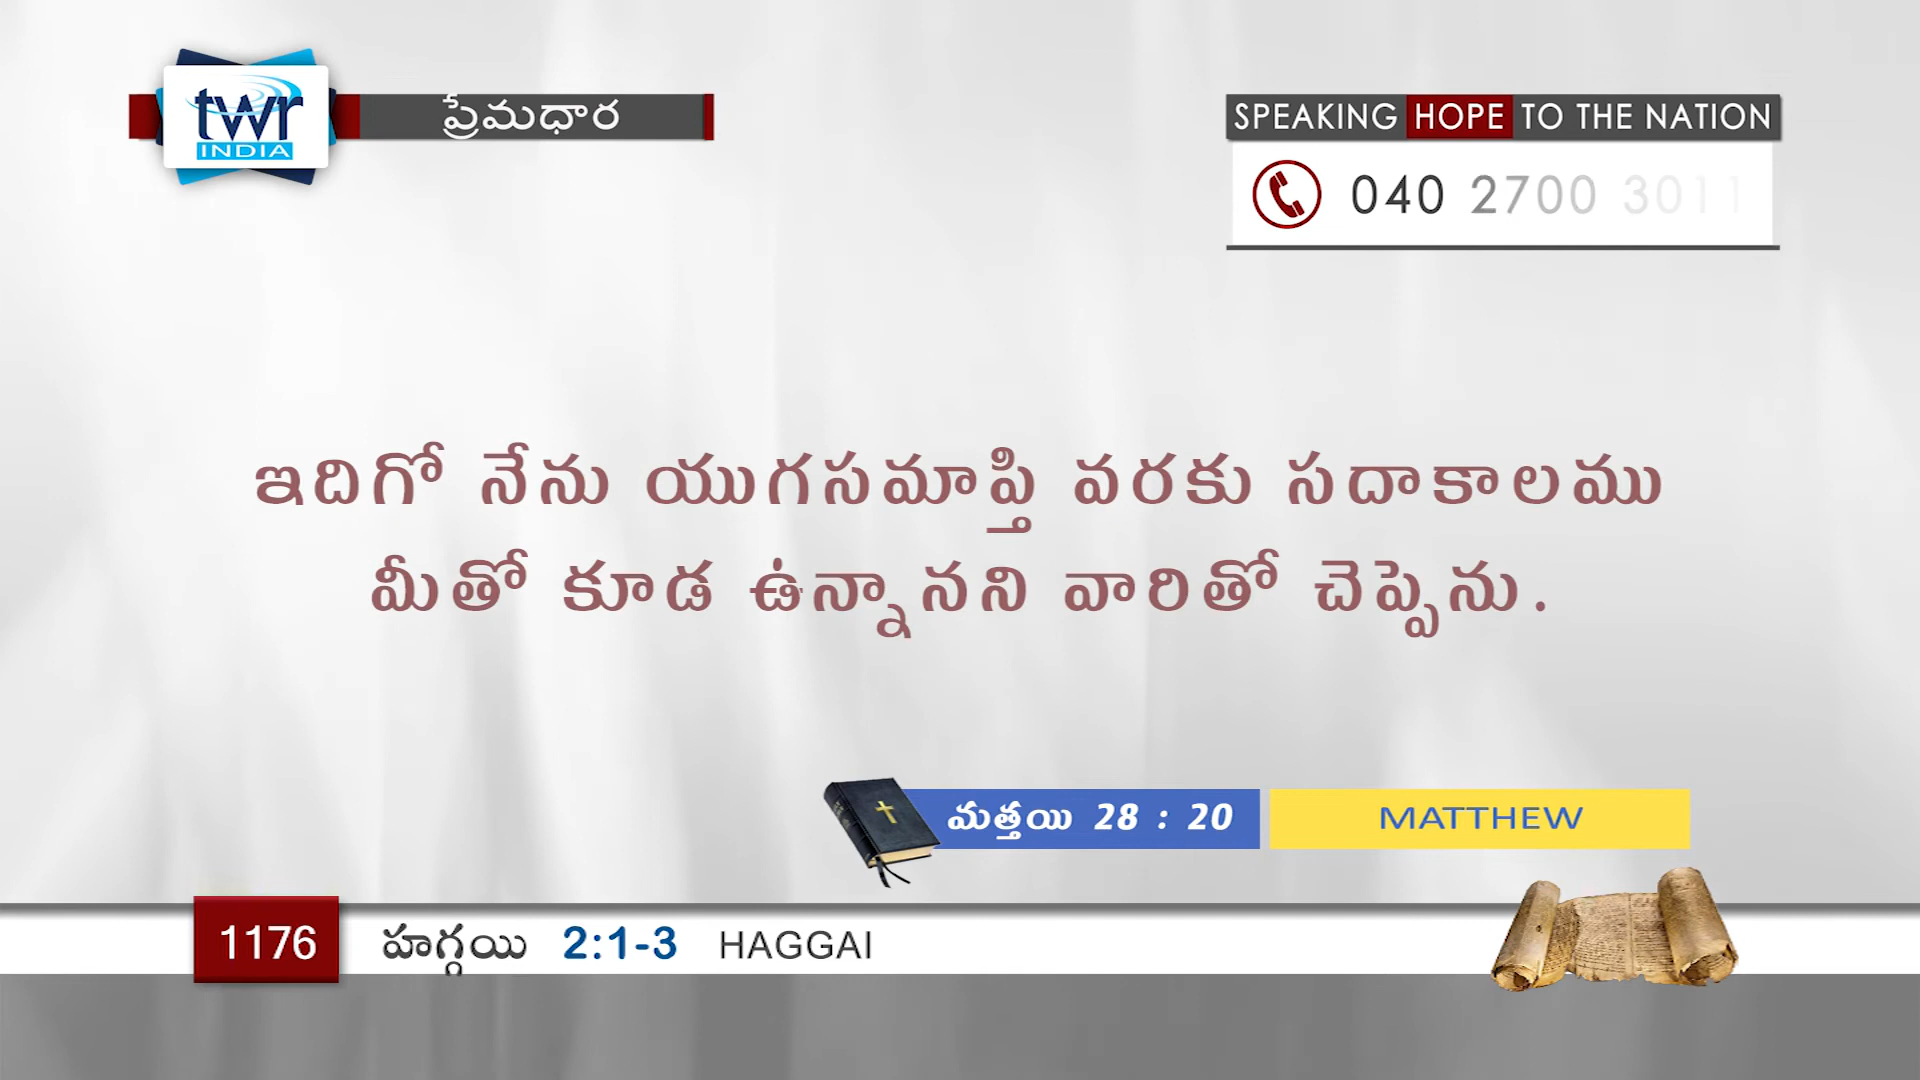 twr
INDIA
ప్రేమధార
SPEAKING HOPE TO THE NATION
040 2700 3011
ఇదిగో నేను యుగసమాప్తి వరకు సదాకాలము
మీతో కూడ ఉన్నానని వారితో చెప్పెను.
మత్తయి 28 : 20
MATTHEW
1176 హగ్గయి 2:1-3 HAGGAI